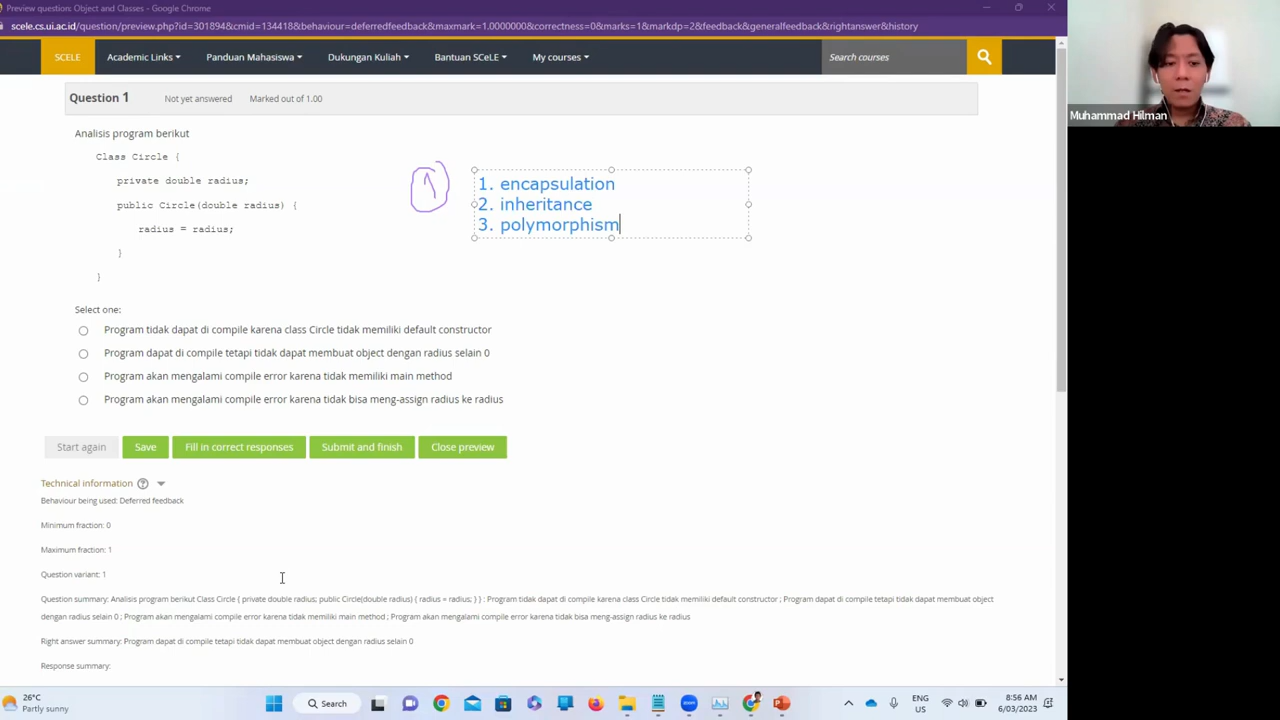 Preview question: Object and Classes - Google Chrome
scele.cs.ui.ac.id/question/preview.php?id=301894&cmid=134418&behaviour=deferredfeedback&maxmark=1.0000000&correctness=0&marks=1&markdp=2&feedback&generalfeedback&rightanswer&history
SCELE Academic Links Panduan Mahasiswa Dukungan Kuliah Bantuan SCeLE My courses Search courses
Muhammad Hilman
Question 1 Not yet answered Marked out of 1.00
Analisis program berikut
Class Circle {
private double radius;
public Circle(double radius) {
radius = radius;
}
}
1
1. encapsulation
2. inheritance
3. polymorphism
Select one:
Program tidak dapat di compile karena class Circle tidak memiliki default constructor
Program dapat di compile tetapi tidak dapat membuat object dengan radius selain 0
Program akan mengalami compile error karena tidak memiliki main method
Program akan mengalami compile error karena tidak bisa meng-assign radius ke radius
Start again Save Fill in correct responses Submit and finish Close preview
Technical information
Behaviour being used: Deferred feedback
Minimum fraction: 0
Maximum fraction: 1
Question variant: 1
Question summary: Analisis program berikut Class Circle { private double radius; public Circle(double radius) { radius = radius; } } : Program tidak dapat di compile karena class Circle tidak memiliki default constructor ; Program dapat di compile tetapi tidak dapat membuat object
dengan radius selain 0 ; Program akan mengalami compile error karena tidak memiliki main method ; Program akan mengalami compile error karena tidak bisa meng-assign radius ke radius
Right answer summary: Program dapat di compile tetapi tidak dapat membuat object dengan radius selain 0
Response summary:
26°C
Partly sunny
Search
zoom
ENG
US
8:56 AM
6/03/2023